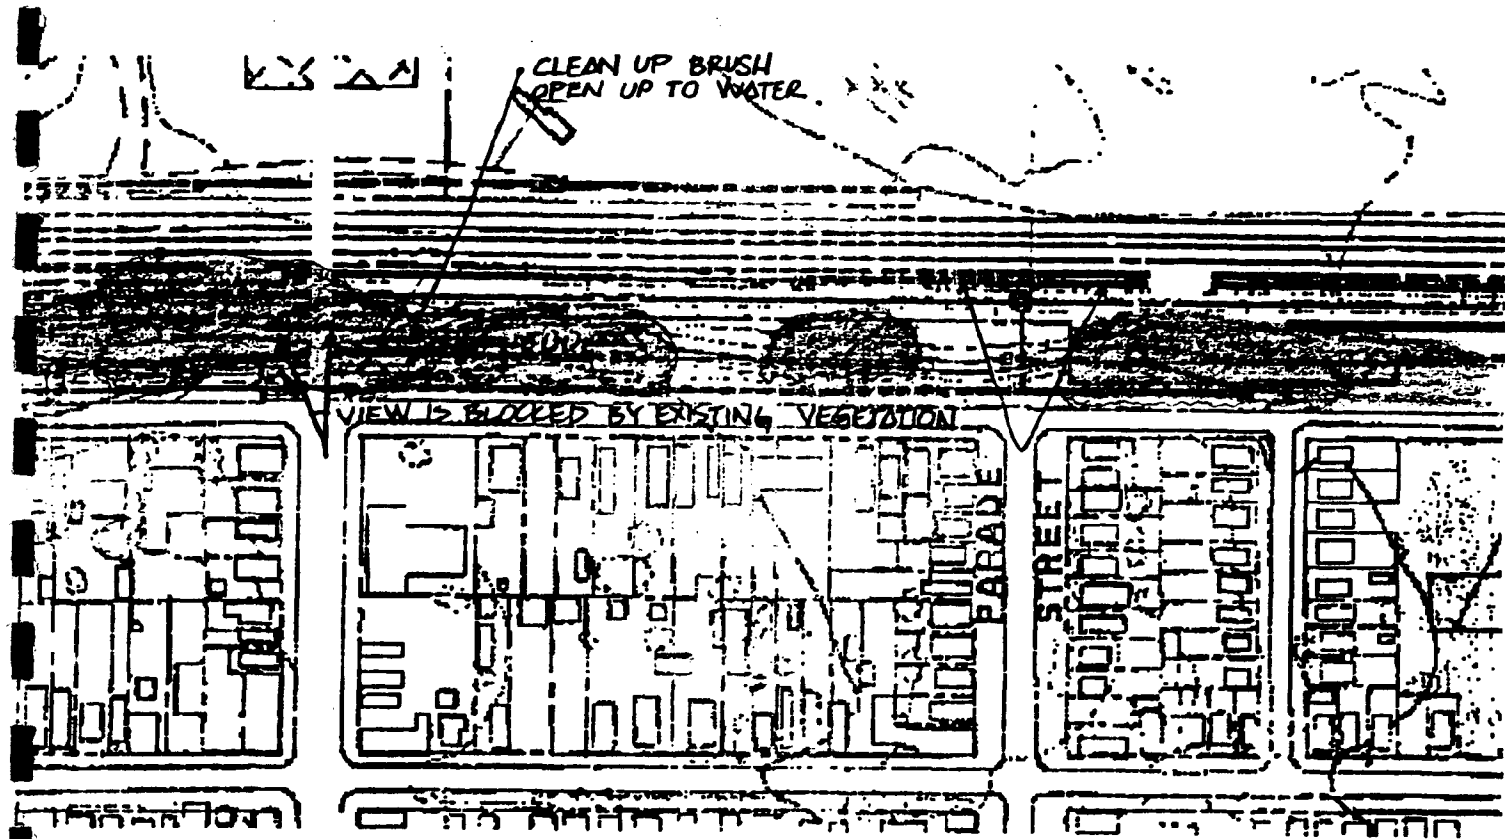 CLEAN UP BRUSH
OPEN UP TO WATER
VIEW IS BLOCKED BY EXISTING VEGETATION
PARADE
STREET